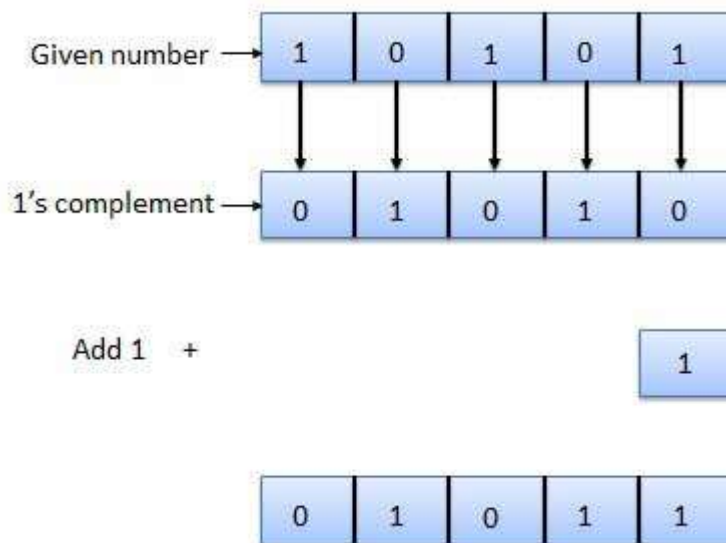 Given number 1 0 1 0 1
1’s complement 0 1 0 1 0
Add 1 + 1
0 1 0 1 1